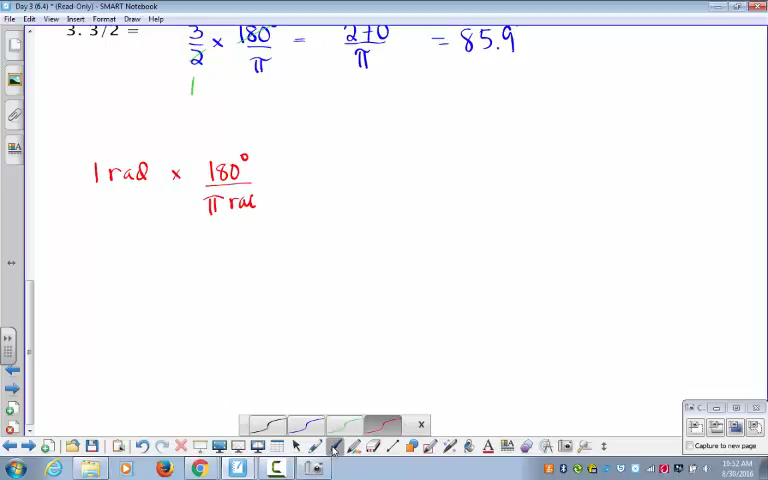 Day 3 (6.4) * (Read-Only) - SMART Notebook
File Edit View Insert Format Draw Help
3. 3/2 = 3/2 × 180°/π = 270/π = 85.9
1
1 rad × 180°/π rad
Capture to new page
10:52 AM
8/30/2016